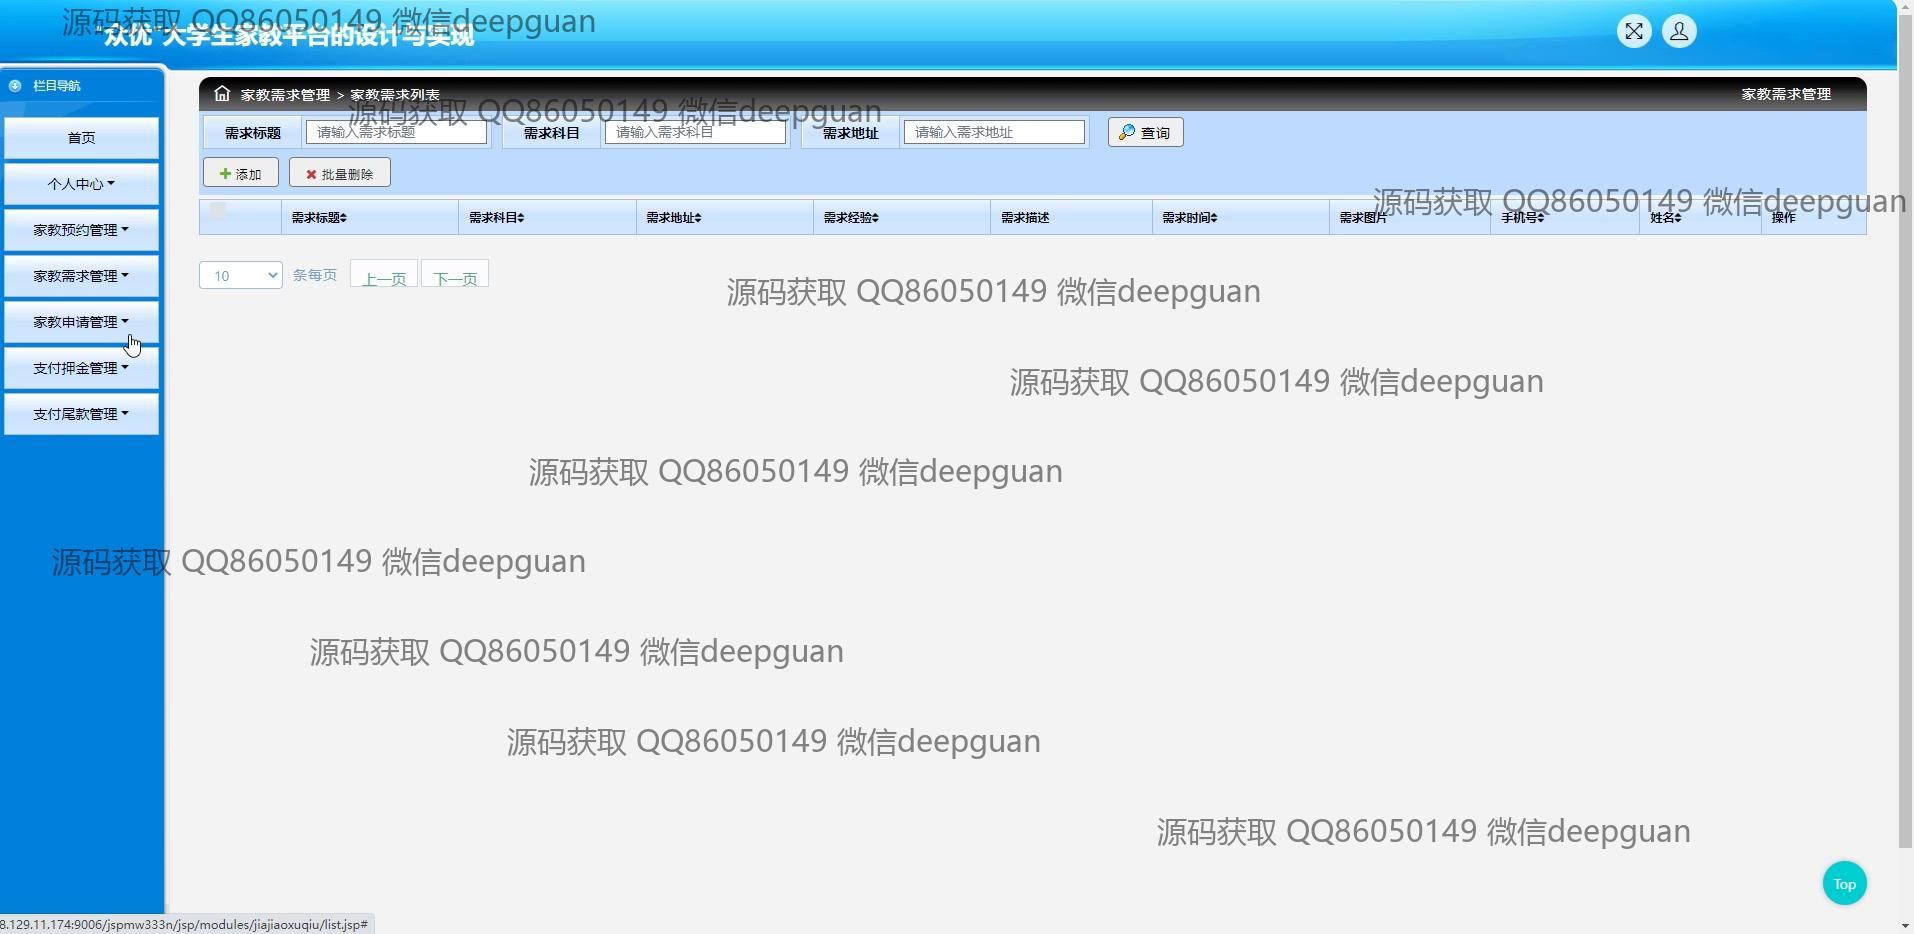 源码获取 QQ86050149 微信deepguan
众优 大学生家教平台的设计与实现
栏目导航
首页
个人中心
家教预约管理
家教需求管理
家教申请管理
支付押金管理
支付尾款管理
家教需求管理 > 家教需求列表
家教需求管理
源码获取 QQ86050149 微信deepguan
需求标题 请输入需求标题 需求科目 请输入需求科目 需求地址 请输入需求地址 查询
添加 批量删除
源码获取 QQ86050149 微信deepguan
需求标题 需求科目 需求地址 需求经验 需求描述 需求时间 需求图片 手机号 姓名 操作
10 条每页 上一页 下一页
源码获取 QQ86050149 微信deepguan
源码获取 QQ86050149 微信deepguan
源码获取 QQ86050149 微信deepguan
源码获取 QQ86050149 微信deepguan
源码获取 QQ86050149 微信deepguan
源码获取 QQ86050149 微信deepguan
源码获取 QQ86050149 微信deepguan
Top
8.129.11.174:9006/jspmw333n/jsp/modules/jiajiaoxuqiu/list.jsp#